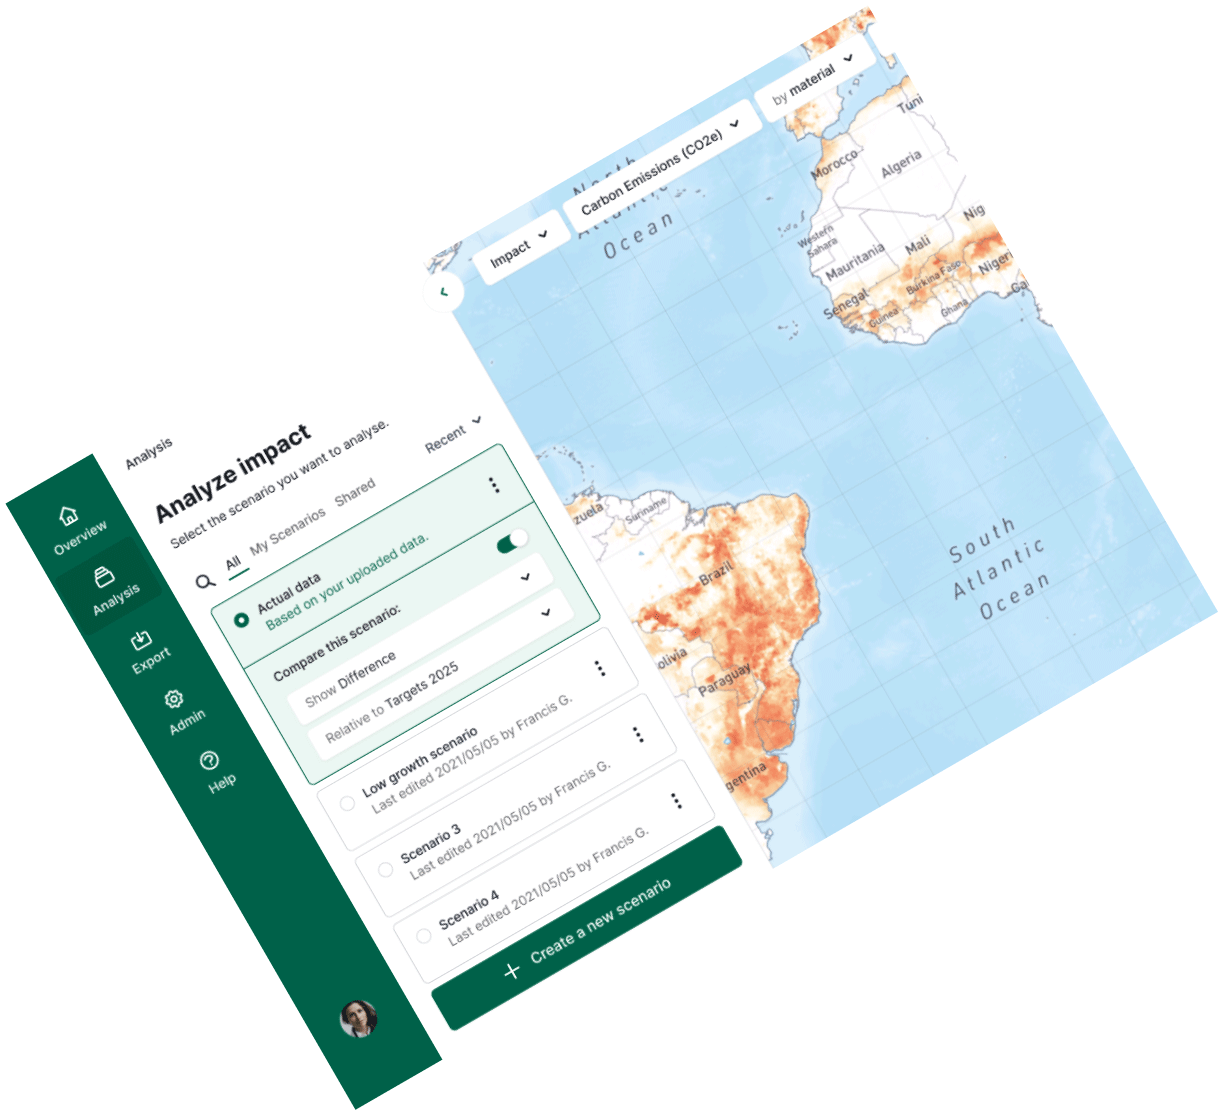 Overview
Analysis
Export
Admin
Help
Analysis
Analyze impact
Select the scenario you want to analyse.
All
My Scenarios
Shared
Recent
Actual data
Based on your uploaded data.
Compare this scenario:
Show Difference
Relative to Targets 2025
Low growth scenario
Last edited 2021/05/05 by Francis G.
Scenario 3
Last edited 2021/05/05 by Francis G.
Scenario 4
Last edited 2021/05/05 by Francis G.
Create a new scenario
Impact
Carbon Emissions (CO2e)
by material
North
Atlantic
Ocean
Tuni
Morocco
Algeria
Western
Sahara
Mauritania
Mali
Nig
Senegal
Burkina Faso
Nigeri
Guinea
Ghana
Ga
zuela
Suriname
Brazil
olivia
Paraguay
gentina
South
Atlantic
Ocean